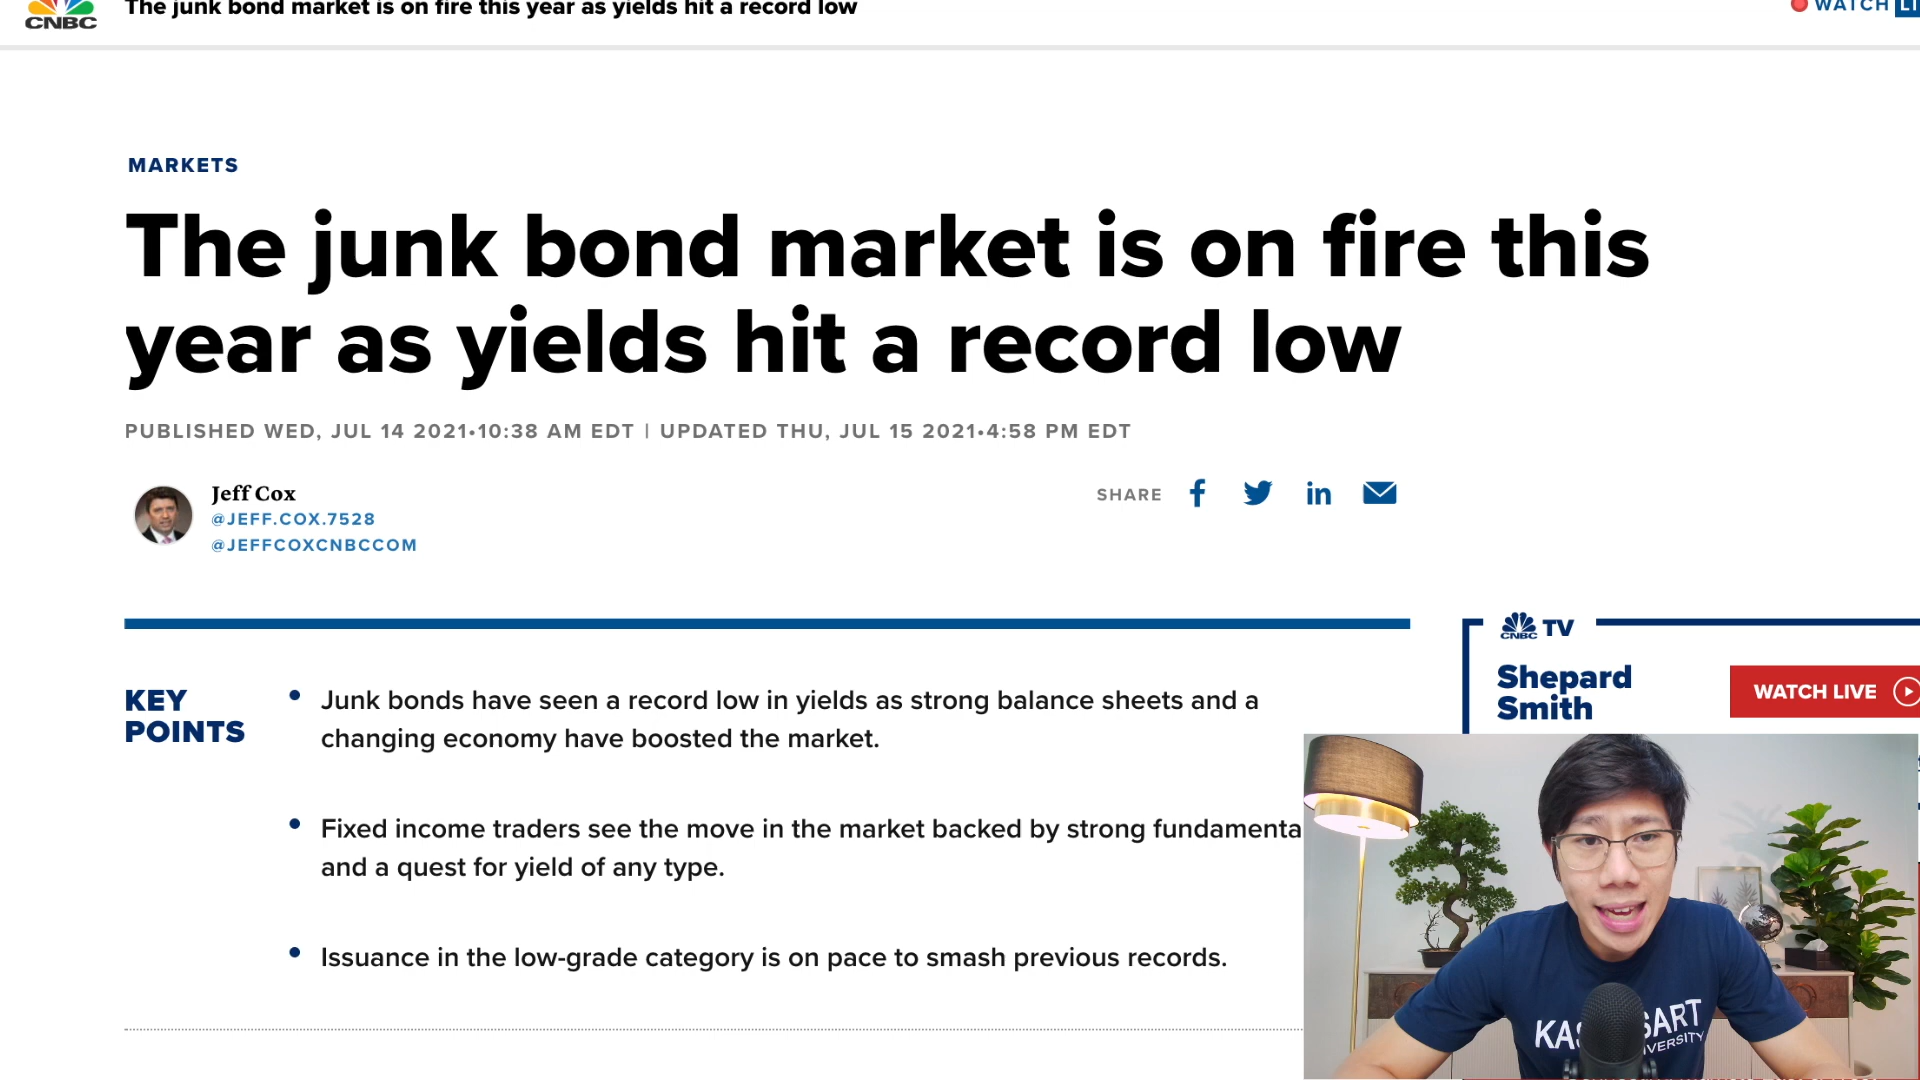 CNBC
The junk bond market is on fire this year as yields hit a record low
WATCH
MARKETS
The junk bond market is on fire this
year as yields hit a record low
PUBLISHED WED, JUL 14 2021•10:38 AM EDT | UPDATED THU, JUL 15 2021•4:58 PM EDT
Jeff Cox
@JEFF.COX.7528
@JEFFCOXCNBCCOM
SHARE
CNBC TV
Shepard
Smith
WATCH LIVE
KEY
POINTS
• Junk bonds have seen a record low in yields as strong balance sheets and a
changing economy have boosted the market.
• Fixed income traders see the move in the market backed by strong fundamenta
and a quest for yield of any type.
• Issuance in the low-grade category is on pace to smash previous records.